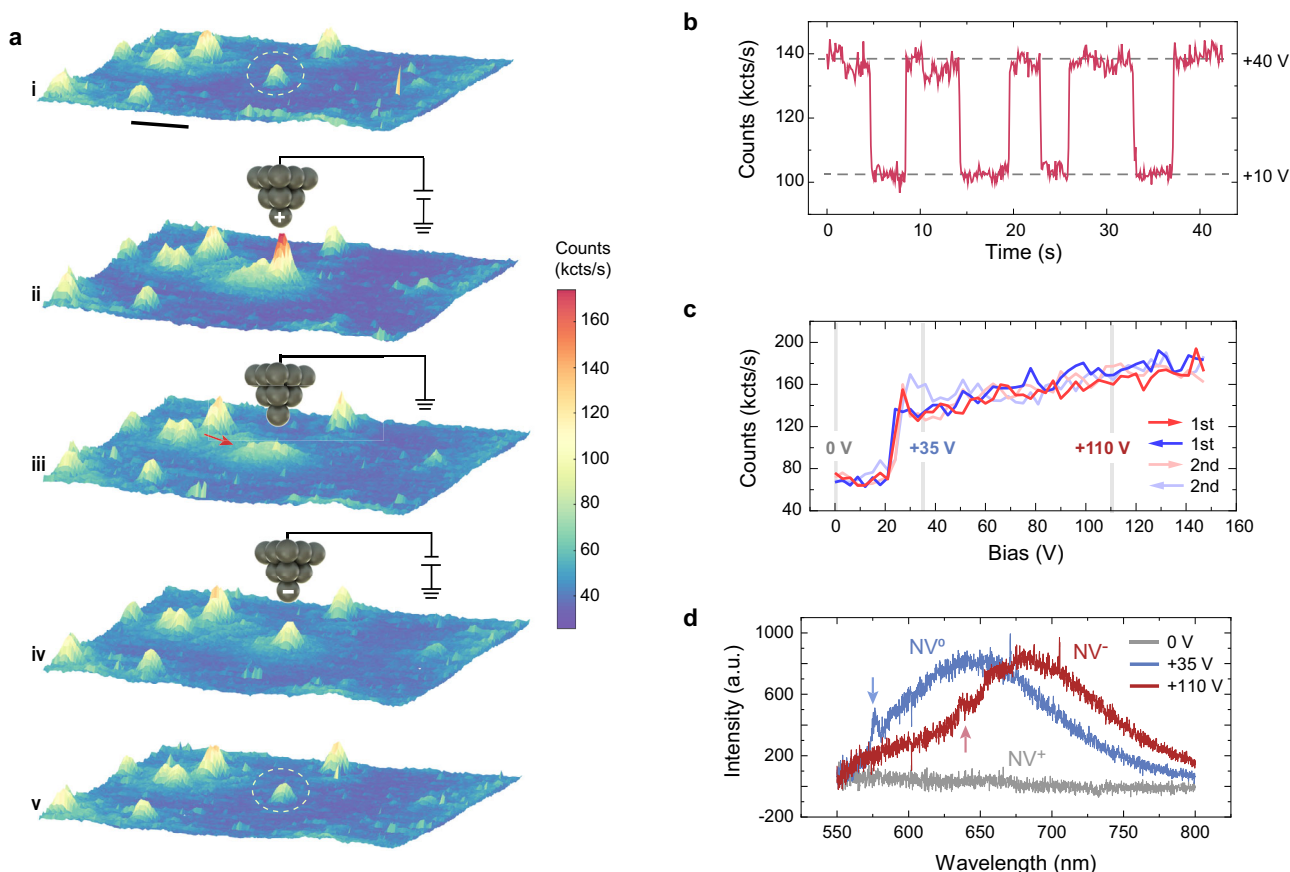 a
i
+
ii
Counts
(kcts/s)
160
140
120
100
80
60
40
iii
−
iv
v
b
Counts (kcts/s)
140
120
100
+40 V
+10 V
0 10 20 30 40
Time (s)
c
Counts (kcts/s)
200
160
120
80
40
0 V
+35 V
+110 V
1st
1st
2nd
2nd
0 20 40 60 80 100 120 140 160
Bias (V)
d
Intensity (a.u.)
1000
600
200
-200
NV⁰
NV⁻
NV⁺
0 V
+35 V
+110 V
550 600 650 700 750 800
Wavelength (nm)